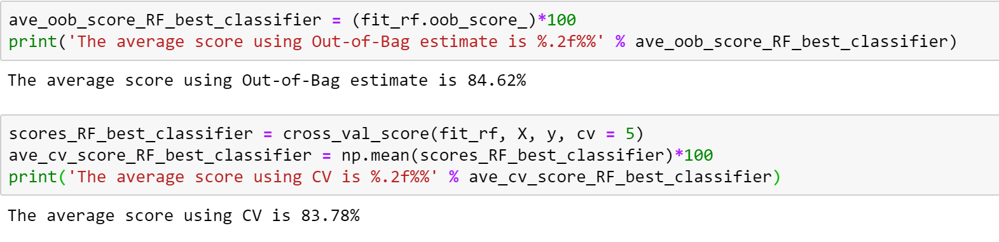 ave_oob_score_RF_best_classifier = (fit_rf.oob_score_)*100
print('The average score using Out-of-Bag estimate is %.2f%%' % ave_oob_score_RF_best_classifier)
The average score using Out-of-Bag estimate is 84.62%
scores_RF_best_classifier = cross_val_score(fit_rf, X, y, cv = 5)
ave_cv_score_RF_best_classifier = np.mean(scores_RF_best_classifier)*100
print('The average score using CV is %.2f%%' % ave_cv_score_RF_best_classifier)
The average score using CV is 83.78%